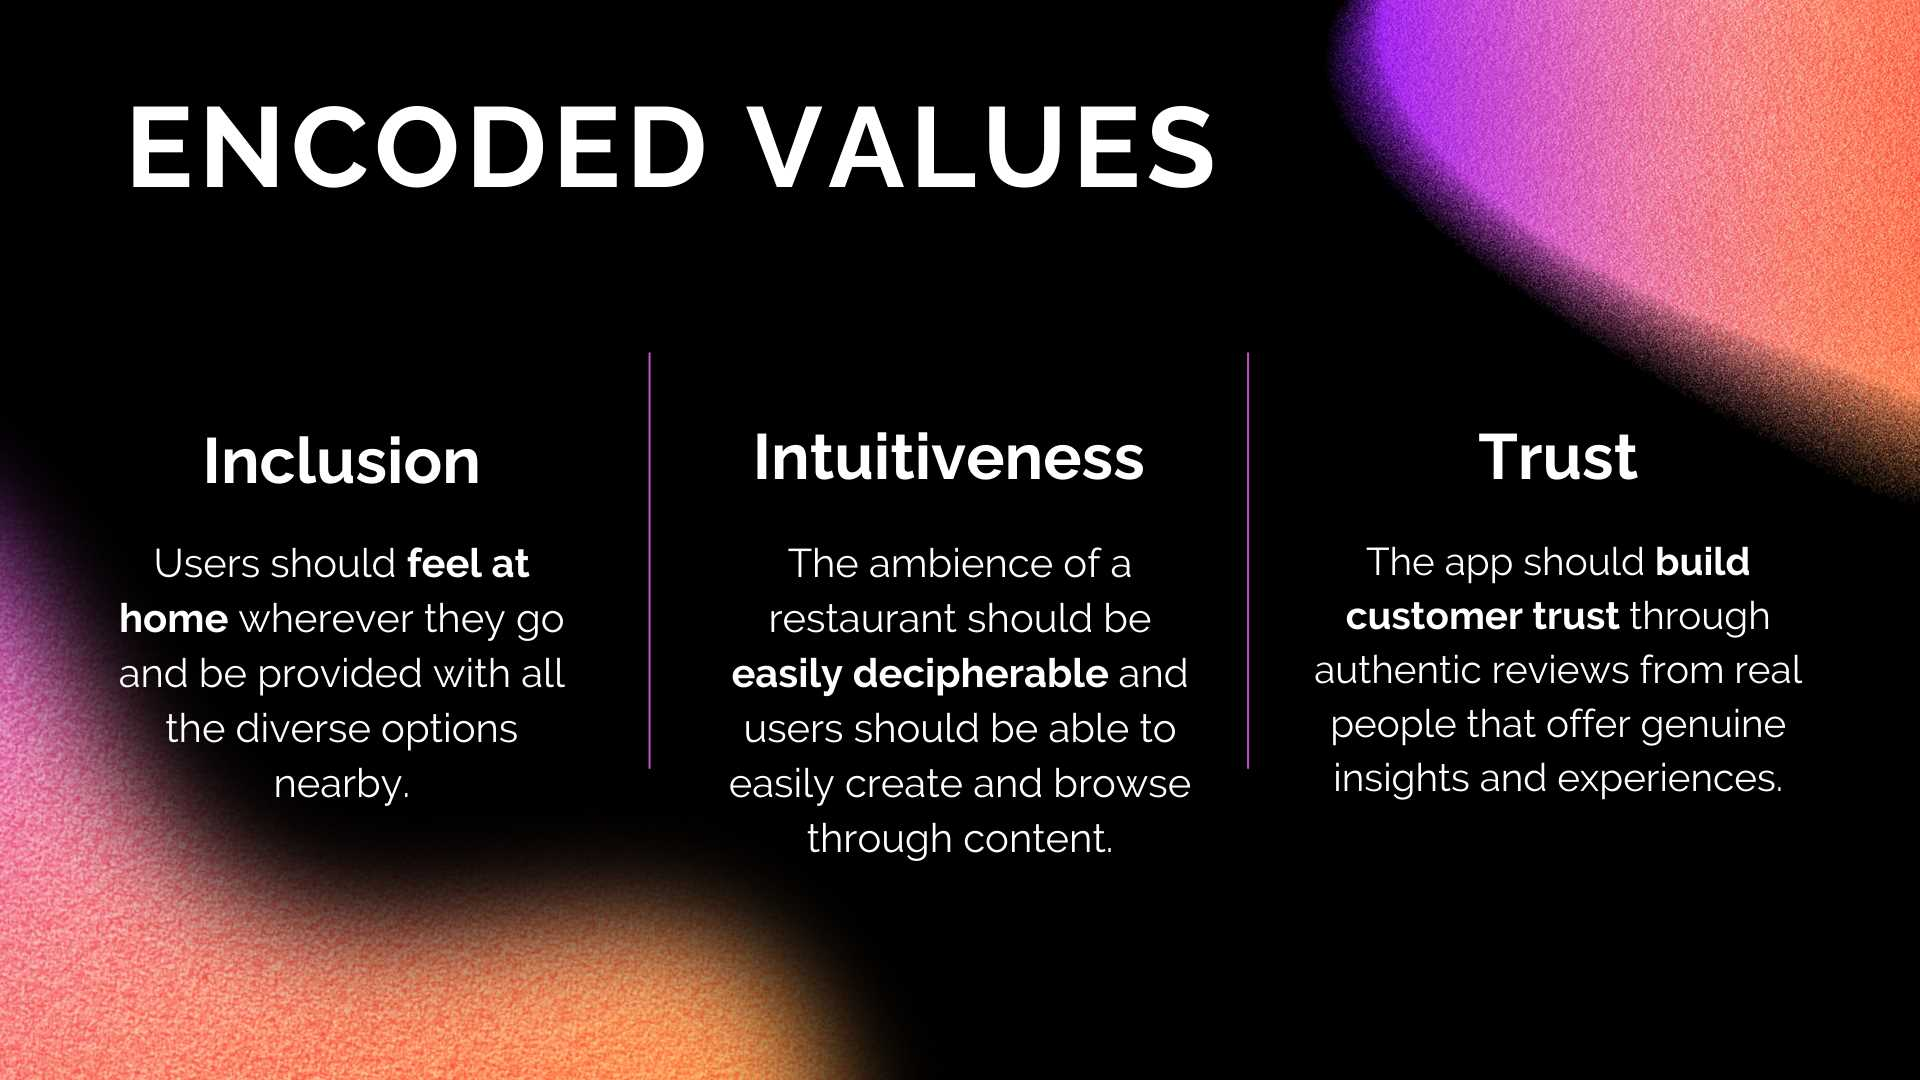 ENCODED VALUES
Inclusion
Users should feel at
home wherever they go
and be provided with all
the diverse options
nearby.
Intuitiveness
The ambience of a
restaurant should be
easily decipherable and
users should be able to
easily create and browse
through content.
Trust
The app should build
customer trust through
authentic reviews from real
people that offer genuine
insights and experiences.